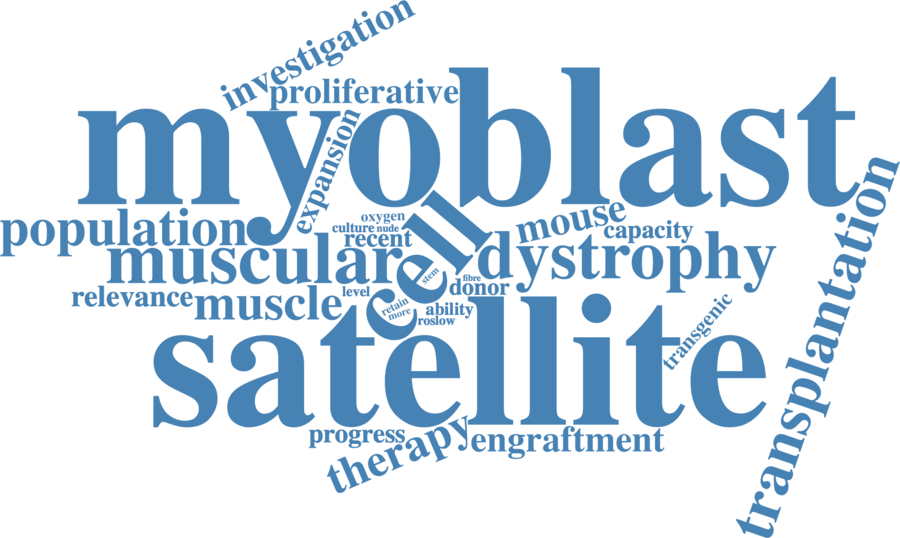 investigation
proliferative
myoblast
expansion
population
oxygen
culture
nude
recent
cell
mouse
capacity
muscular
dystrophy
stem
fibre
donor
relevance
muscle
level
retain
more
ability
roslow
transgenic
satellite
transplantation
progress
therapy
engraftment